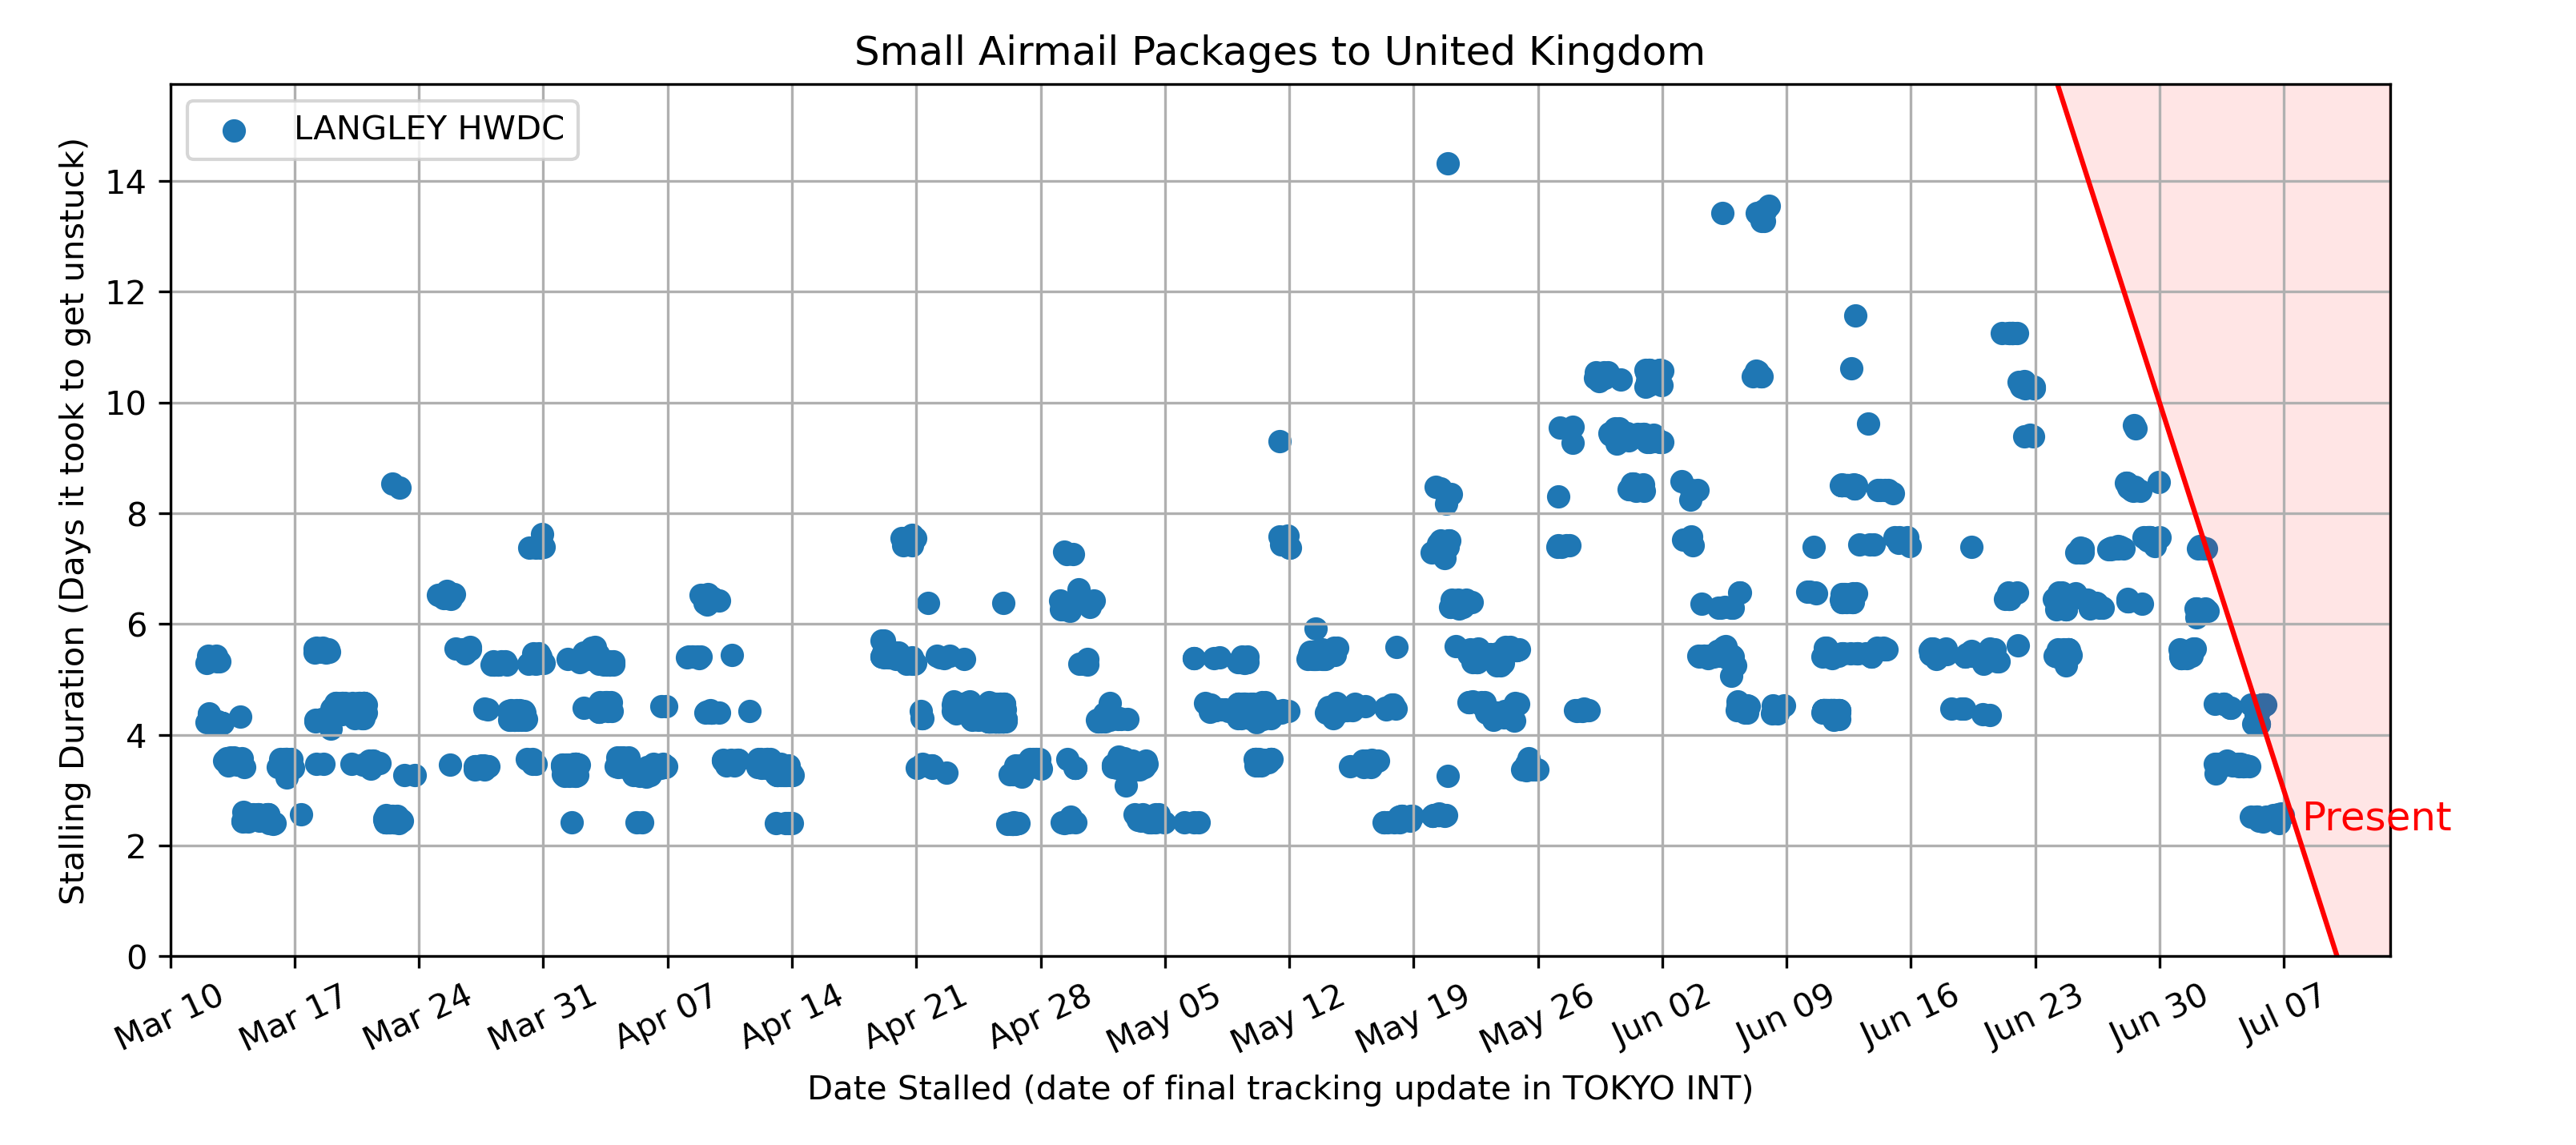 Small Airmail Packages to United Kingdom
LANGLEY HWDC
Stalling Duration (Days it took to get unstuck)
14
12
10
8
6
4
2
0
Present
Mar 10
Mar 17
Mar 24
Mar 31
Apr 07
Apr 14
Apr 21
Apr 28
May 05
May 12
May 19
May 26
Jun 02
Jun 09
Jun 16
Jun 23
Jun 30
Jul 07
Date Stalled (date of final tracking update in TOKYO INT)